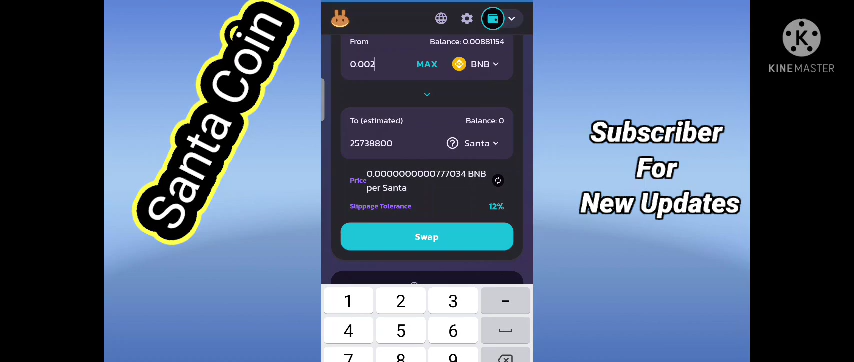 Santa Coin
From
Balance: 0.00881154
0.002
MAX
BNB
To (estimated)
Balance: 0
25738800
Santa
Price
0.0000000000777034 BNB
per Santa
Slippage Tolerance
12%
Swap
1 2 3 -
4 5 6
7 8 9
K
KINEMASTER
Subscriber
For
New Updates